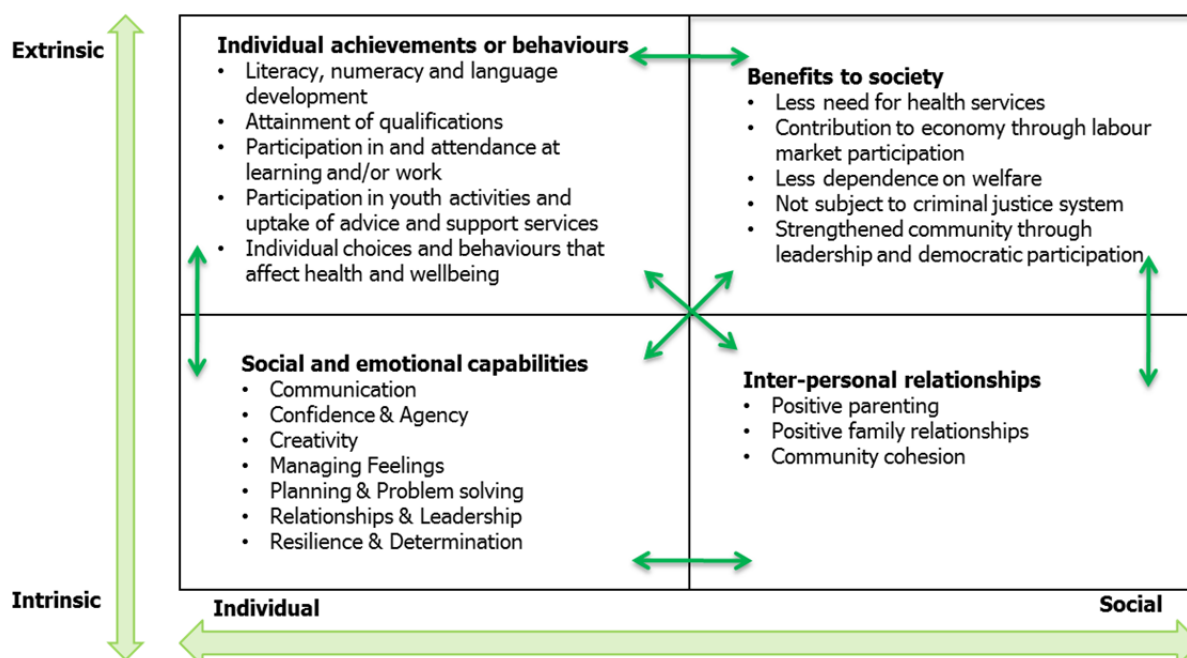 Extrinsic
Individual achievements or behaviours
• Literacy, numeracy and language
development
• Attainment of qualifications
• Participation in and attendance at
learning and/or work
• Participation in youth activities and
uptake of advice and support services
• Individual choices and behaviours that
affect health and wellbeing
Benefits to society
• Less need for health services
• Contribution to economy through labour
market participation
• Less dependence on welfare
• Not subject to criminal justice system
• Strengthened community through
leadership and democratic participation
Social and emotional capabilities
• Communication
• Confidence & Agency
• Creativity
• Managing Feelings
• Planning & Problem solving
• Relationships & Leadership
• Resilience & Determination
Inter-personal relationships
• Positive parenting
• Positive family relationships
• Community cohesion
Intrinsic
Individual
Social